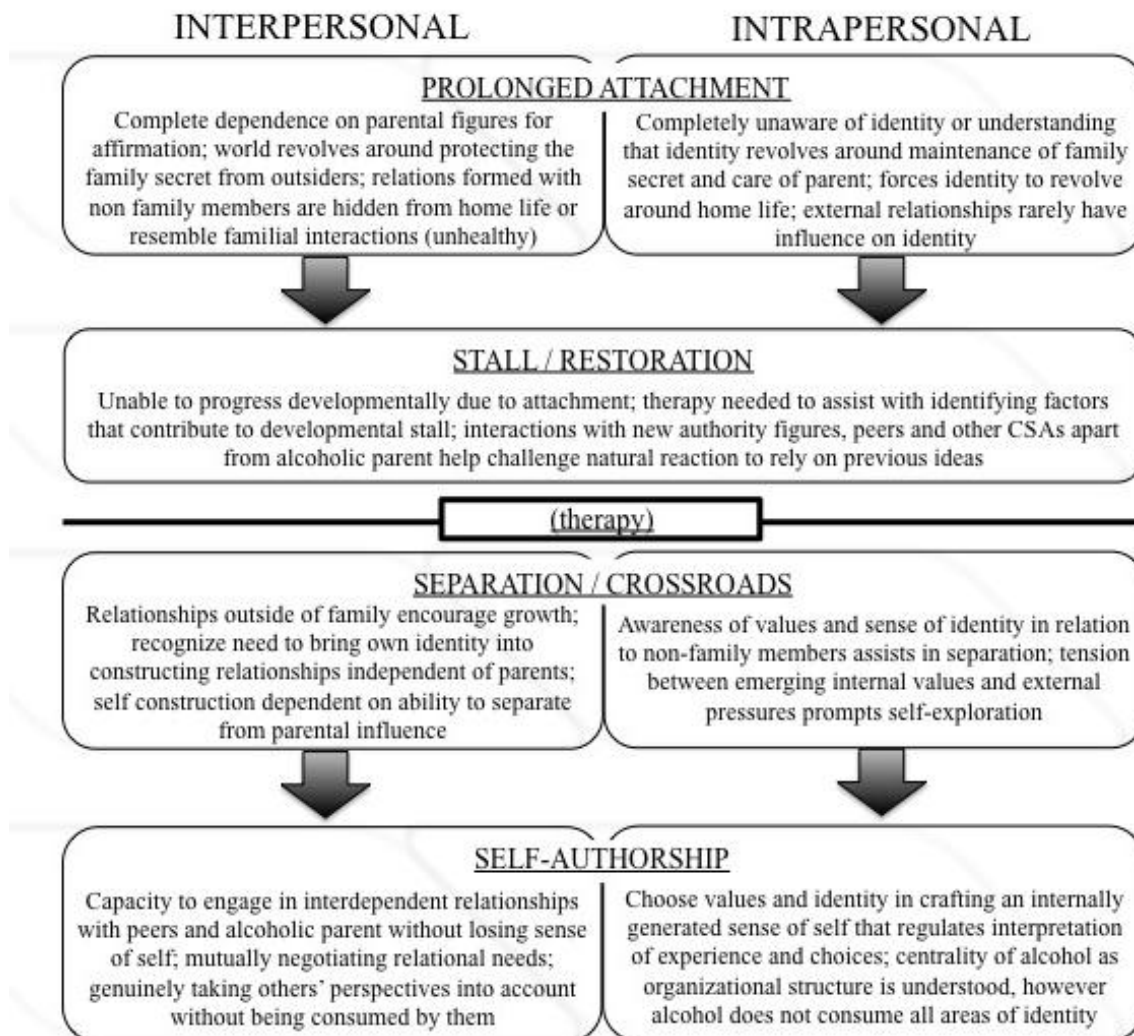 INTERPERSONAL
INTRAPERSONAL
PROLONGED ATTACHMENT
Complete dependence on parental figures for
affirmation; world revolves around protecting the
family secret from outsiders; relations formed with
non family members are hidden from home life or
resemble familial interactions (unhealthy)
Completely unaware of identity or understanding
that identity revolves around maintenance of family
secret and care of parent; forces identity to revolve
around home life; external relationships rarely have
influence on identity
STALL / RESTORATION
Unable to progress developmentally due to attachment; therapy needed to assist with identifying factors
that contribute to developmental stall; interactions with new authority figures, peers and other CSAs apart
from alcoholic parent help challenge natural reaction to rely on previous ideas
(therapy)
SEPARATION / CROSSROADS
Relationships outside of family encourage growth;
recognize need to bring own identity into
constructing relationships independent of parents;
self construction dependent on ability to separate
from parental influence
Awareness of values and sense of identity in relation
to non-family members assists in separation; tension
between emerging internal values and external
pressures prompts self-exploration
SELF-AUTHORSHIP
Capacity to engage in interdependent relationships
with peers and alcoholic parent without losing sense
of self; mutually negotiating relational needs;
genuinely taking others' perspectives into account
without being consumed by them
Choose values and identity in crafting an internally
generated sense of self that regulates interpretation
of experience and choices; centrality of alcohol as
organizational structure is understood, however
alcohol does not consume all areas of identity